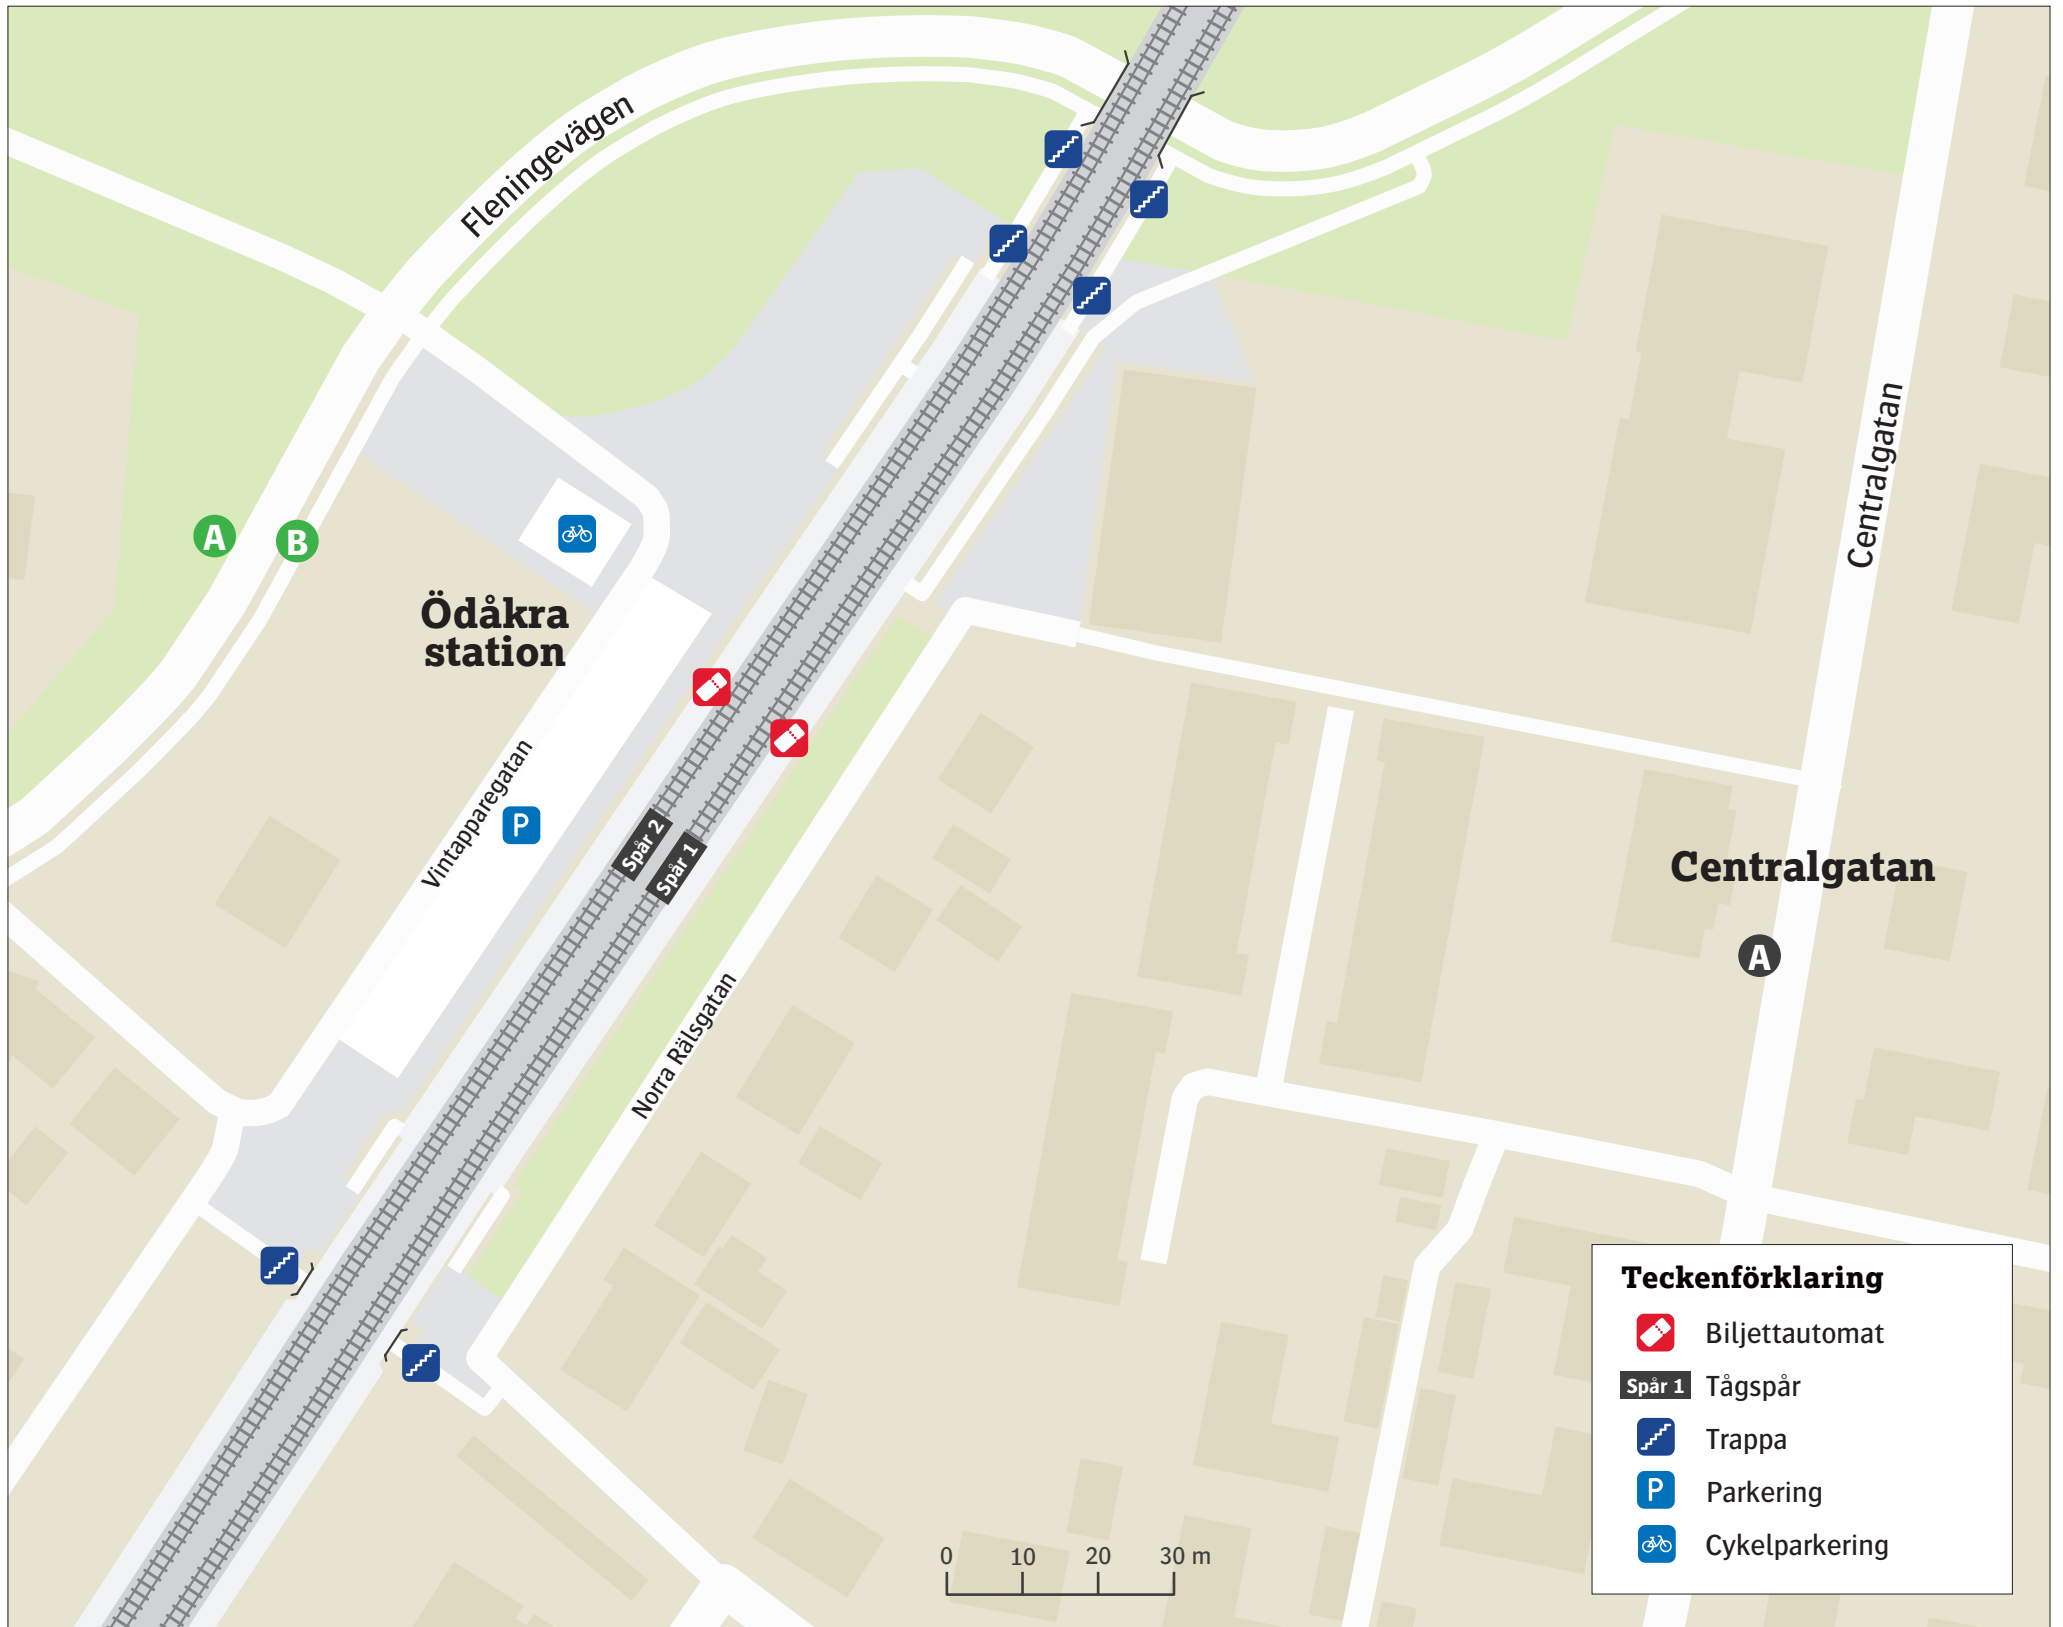 Fleningevägen
Centralgatan
A
B
Ödåkra
station
Vintapparegatan
P
Spår 2
Spår 1
Norra Rälsgatan
Centralgatan
A
Teckenförklaring
Biljettautomat
Spår 1 Tågspår
Trappa
P Parkering
Cykelparkering
0 10 20 30 m